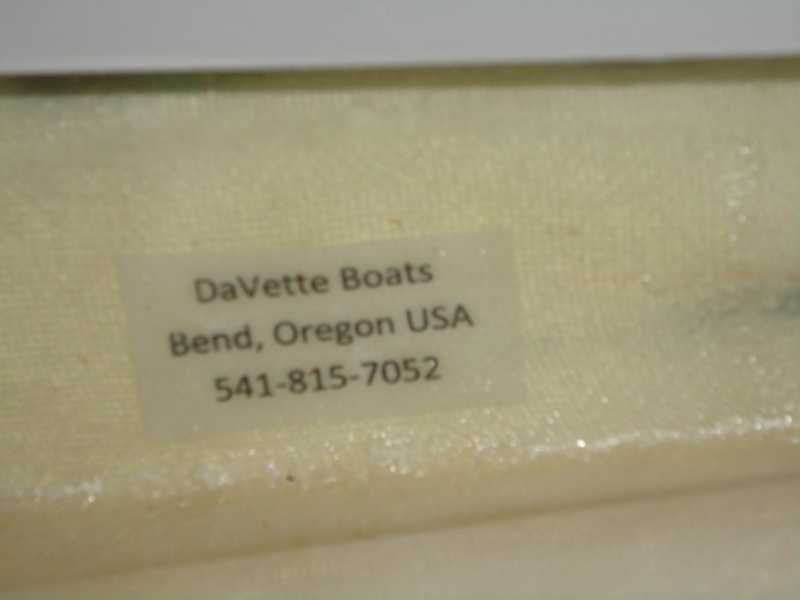 DaVette Boats
Bend, Oregon USA
541-815-7052